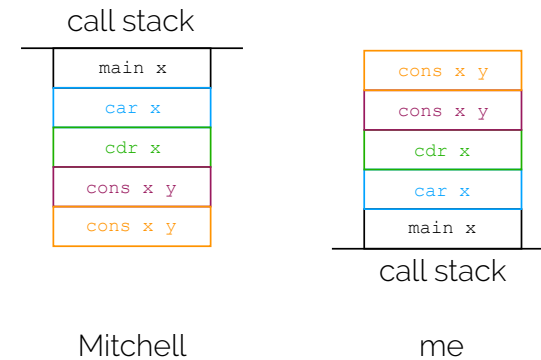 call stack
main x
car x
cdr x
cons x y
cons x y
Mitchell
cons x y
cons x y
cdr x
car x
main x
call stack
me